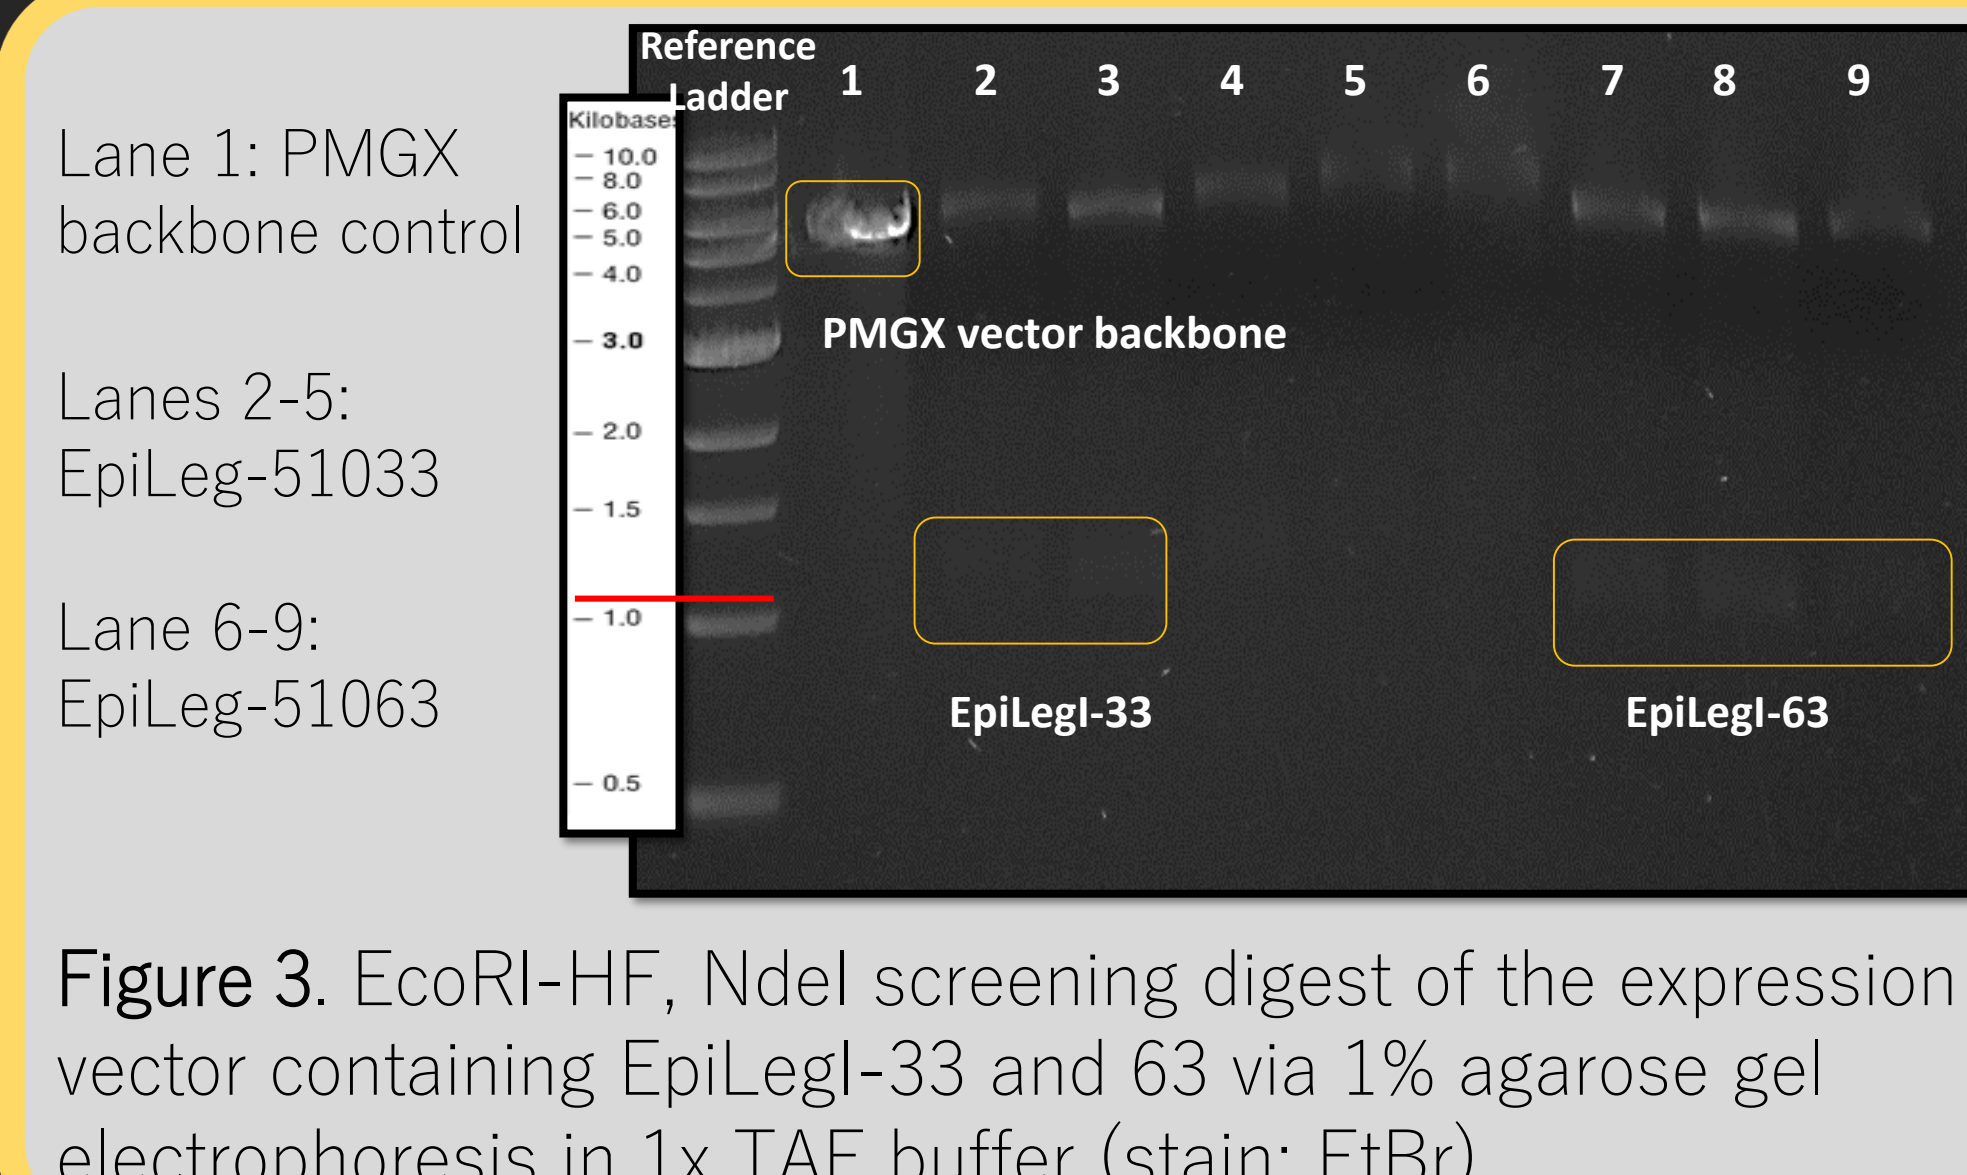 Reference
Ladder
1 2 3 4 5 6 7 8 9
Kilobases
10.0
8.0
6.0
5.0
4.0
3.0
2.0
1.5
1.0
0.5
Lane 1: PMGX
backbone control
Lanes 2-5:
EpiLeg-51033
Lane 6-9:
EpiLeg-51063
PMGX vector backbone
EpiLegI-33
EpiLegI-63
Figure 3. EcoRI-HF, NdeI screening digest of the expression
vector containing EpiLegI-33 and 63 via 1% agarose gel
electrophoresis in 1x TAE buffer (stain: EtBr)